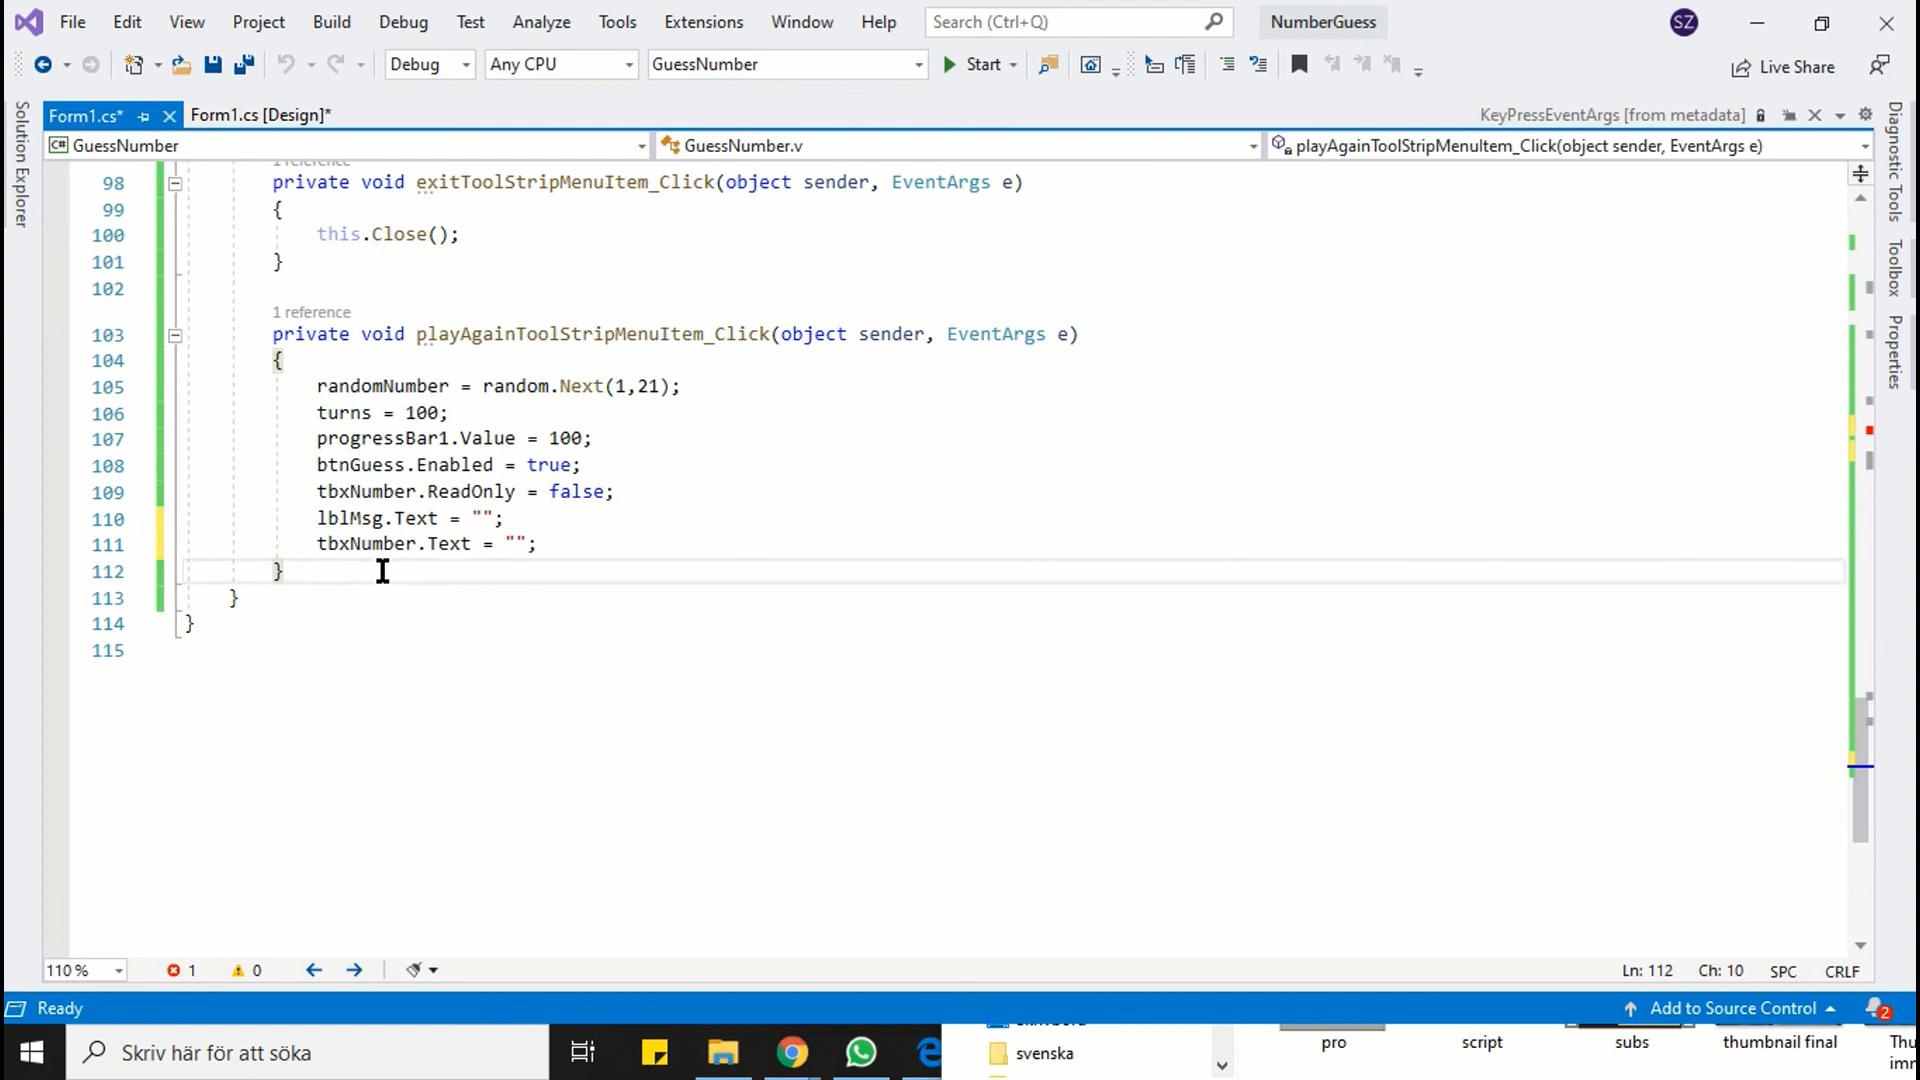 File Edit View Project Build Debug Test Analyze Tools Extensions Window Help Search (Ctrl+Q) NumberGuess SZ
Debug Any CPU GuessNumber Start Live Share
Form1.cs* Form1.cs [Design]* KeyPressEventArgs [from metadata]
C# GuessNumber GuessNumber.v playAgainToolStripMenuItem_Click(object sender, EventArgs e)
1 reference
98 private void exitToolStripMenuItem_Click(object sender, EventArgs e)
99 {
100 this.Close();
101 }
102
1 reference
103 private void playAgainToolStripMenuItem_Click(object sender, EventArgs e)
104 {
105 randomNumber = random.Next(1,21);
106 turns = 100;
107 progressBar1.Value = 100;
108 btnGuess.Enabled = true;
109 tbxNumber.ReadOnly = false;
110 lblMsg.Text = "";
111 tbxNumber.Text = "";
112 }
113 }
114 }
115
Solution Explorer
Diagnostic Tools
Toolbox
Properties
110 % 1 0 Ln: 112 Ch: 10 SPC CRLF
Ready Add to Source Control 2
Skriv här för att söka svenska pro script subs thumbnail final